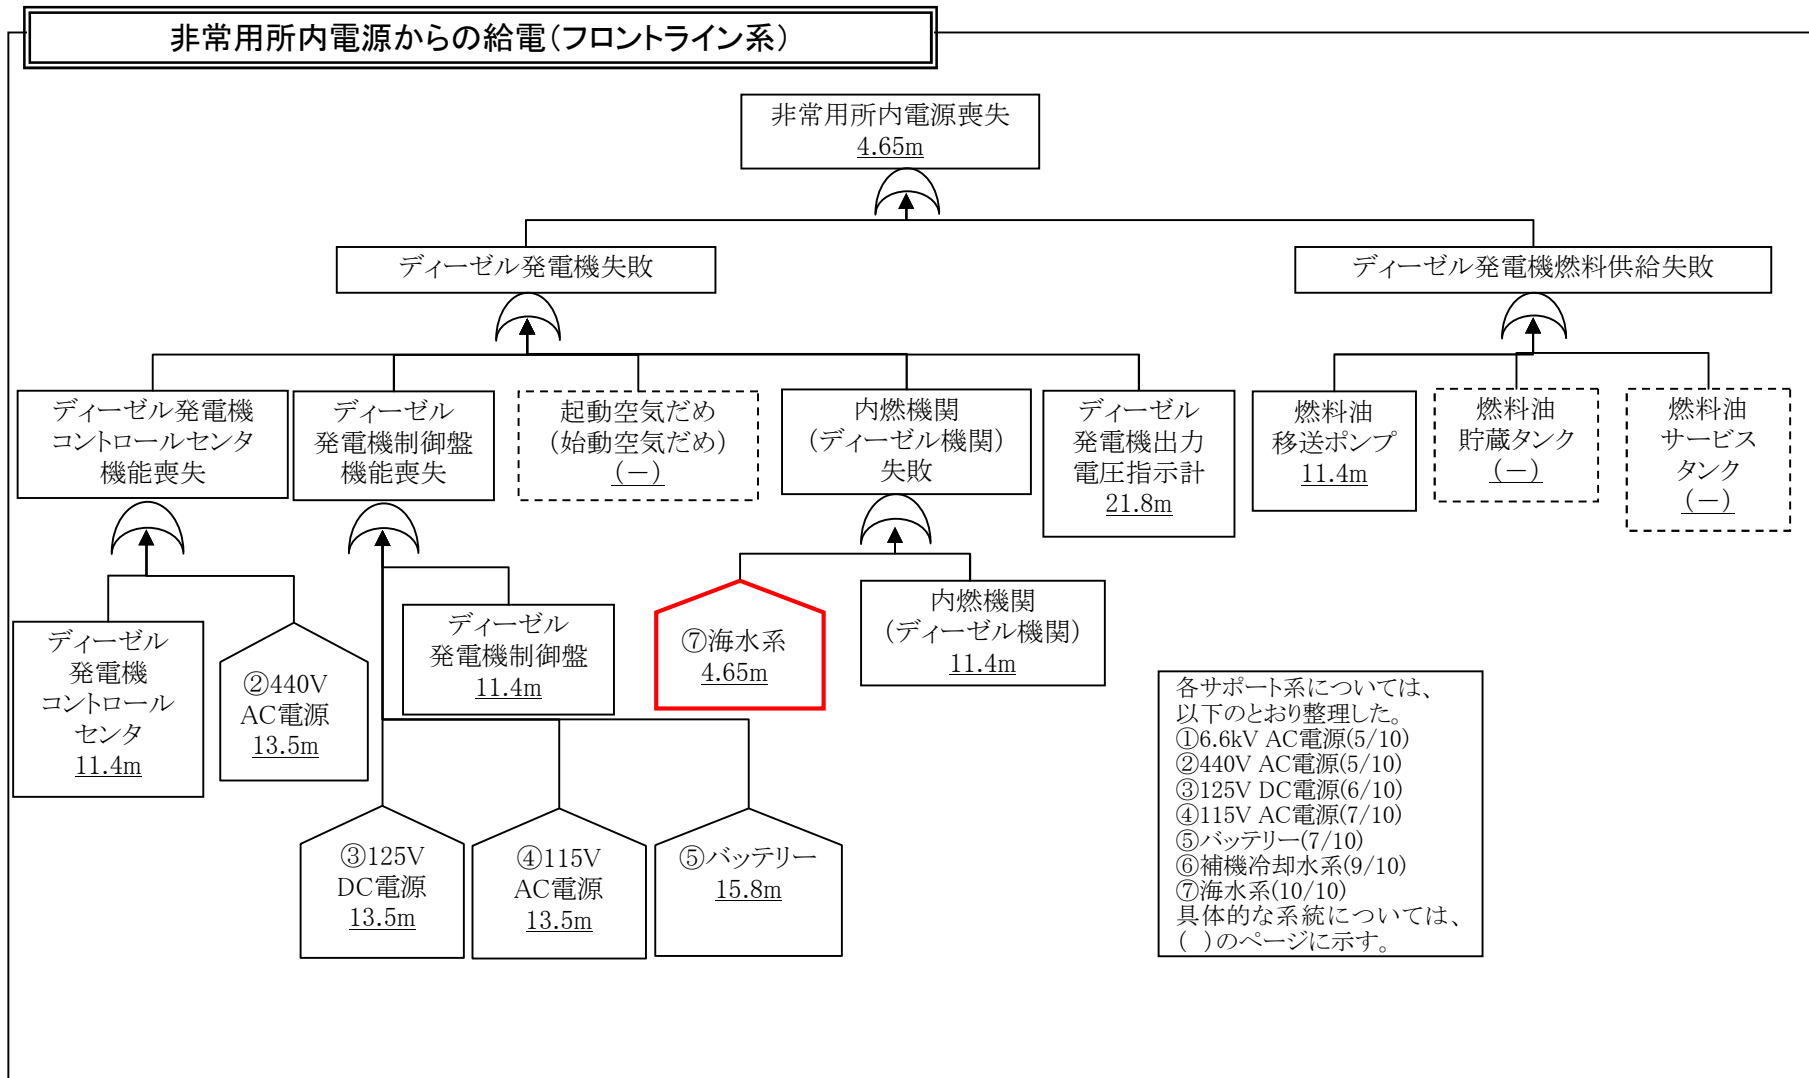 非常用所内電源からの給電(フロントライン系)
非常用所内電源喪失
4.65m
ディーゼル発電機失敗
ディーゼル発電機燃料供給失敗
ディーゼル発電機
コントロールセンタ
機能喪失
ディーゼル
発電機制御盤
機能喪失
起動空気だめ
(始動空気だめ)
(－)
内燃機関
(ディーゼル機関)
失敗
ディーゼル
発電機出力
電圧指示計
21.8m
燃料油
移送ポンプ
11.4m
燃料油
貯蔵タンク
(－)
燃料油
サービス
タンク
(－)
ディーゼル
発電機
コントロール
センタ
11.4m
②440V
AC電源
13.5m
ディーゼル
発電機制御盤
11.4m
⑦海水系
4.65m
内燃機関
(ディーゼル機関)
11.4m
③125V
DC電源
13.5m
④115V
AC電源
13.5m
⑤バッテリー
15.8m
各サポート系については、
以下のとおり整理した。
①6.6kV AC電源(5/10)
②440V AC電源(5/10)
③125V DC電源(6/10)
④115V AC電源(7/10)
⑤バッテリー(7/10)
⑥補機冷却水系(9/10)
⑦海水系(10/10)
具体的な系統については、
( )のページに示す。